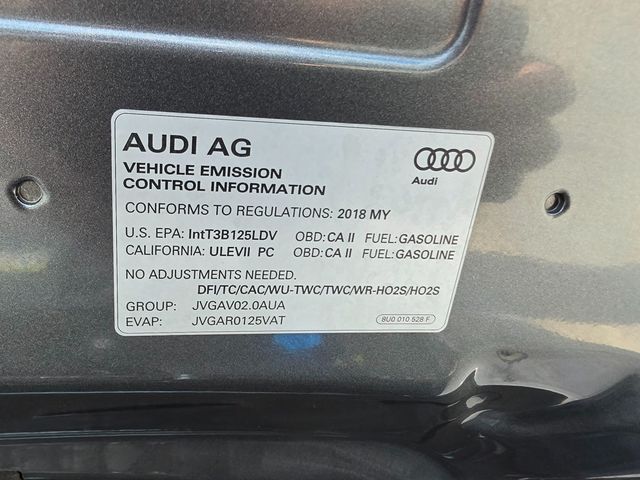 AUDI AG
Audi
VEHICLE EMISSION
CONTROL INFORMATION
CONFORMS TO REGULATIONS: 2018 MY
U.S. EPA: IntT3B125LDV OBD: CA II FUEL: GASOLINE
CALIFORNIA: ULEVII PC OBD: CA II FUEL: GASOLINE
NO ADJUSTMENTS NEEDED.
DFI/TC/CAC/WU-TWC/TWC/WR-HO2S/HO2S
GROUP: JVGAV02.0AUA
EVAP: JVGAR0125VAT
8U0 010 528 F